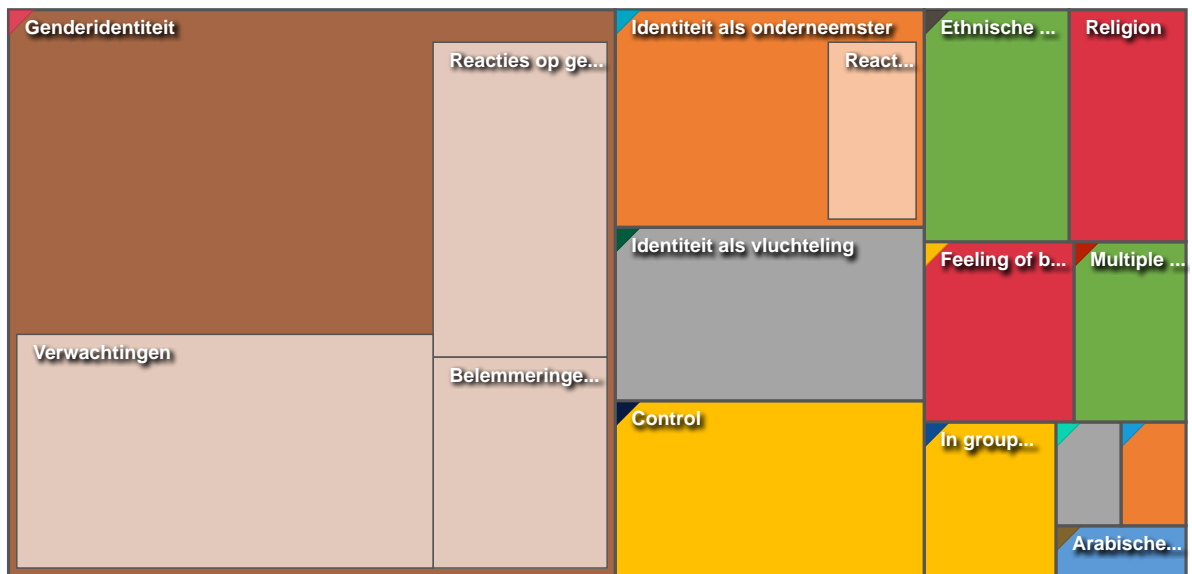 Genderidentiteit
Reacties op ge...
Verwachtingen
Belemmeringe...
Identiteit als onderneemster
React...
Identiteit als vluchteling
Control
Ethnische ...
Religion
Feeling of b...
Multiple ...
In group...
Arabische...